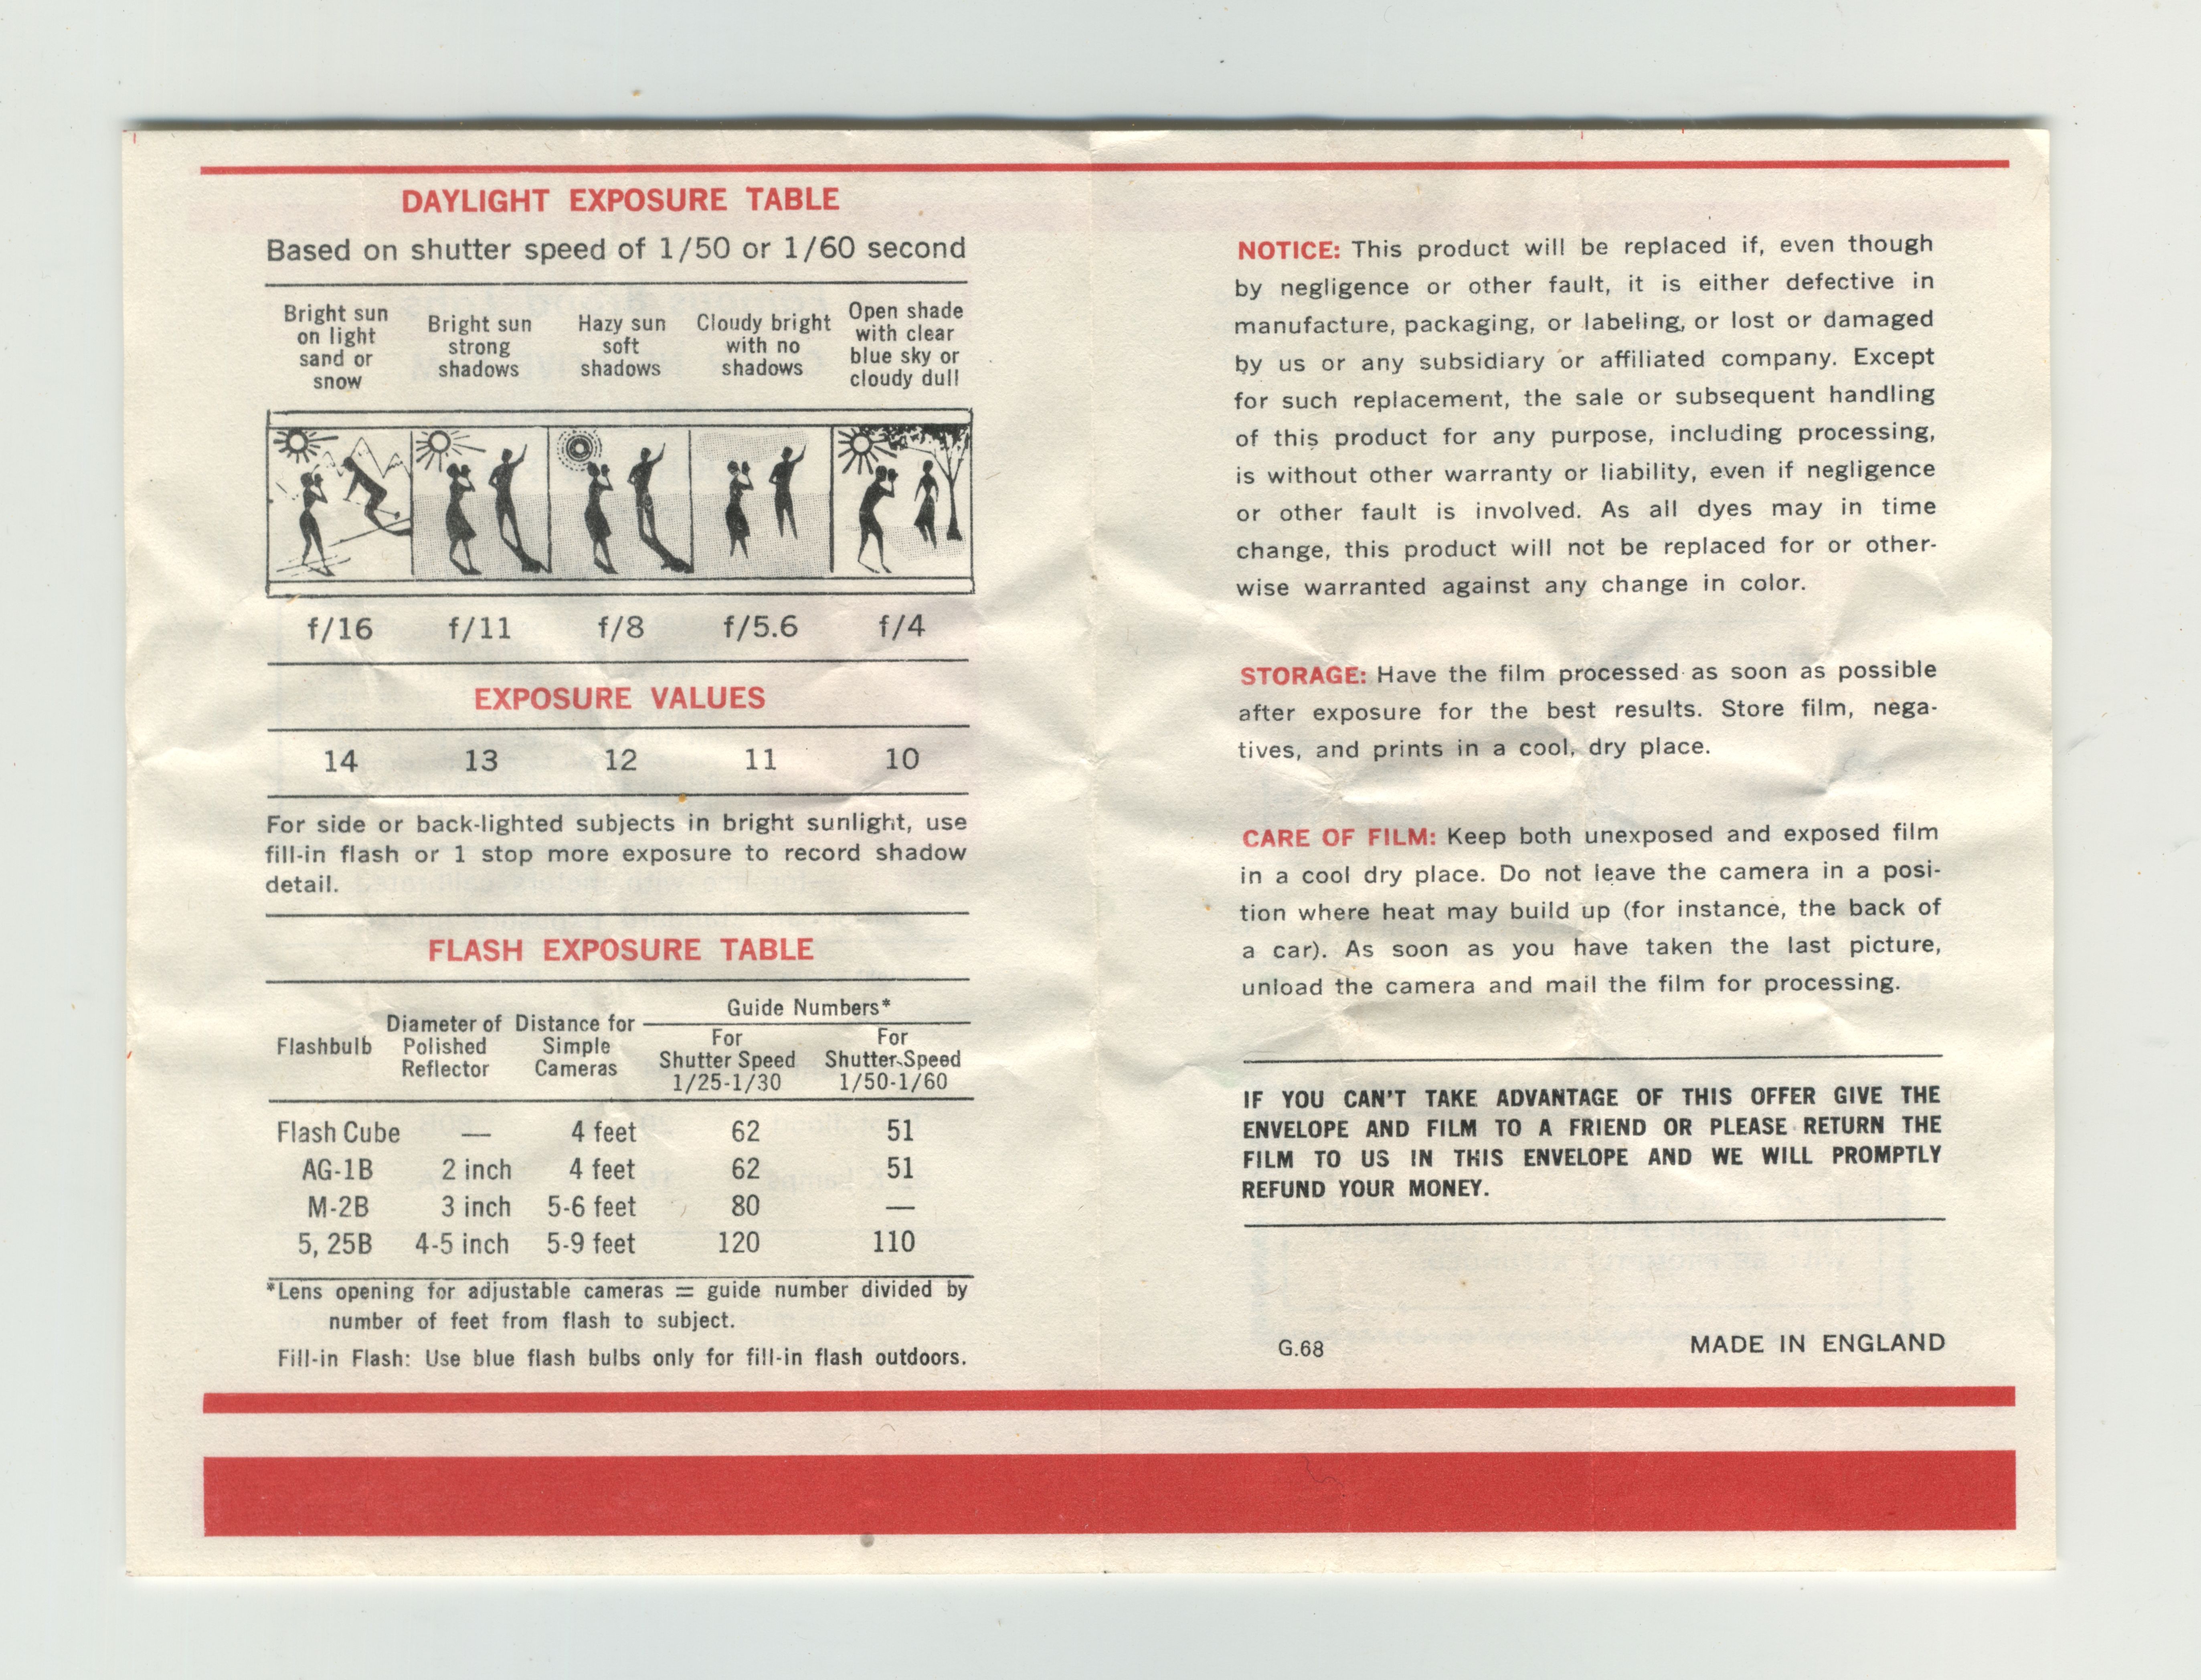 DAYLIGHT EXPOSURE TABLE
Based on shutter speed of 1/50 or 1/60 second
Bright sun
on light
sand or
snow
Bright sun
strong
shadows
Hazy sun
soft
shadows
Cloudy bright
with no
shadows
Open shade
with clear
blue sky or
cloudy dull
f/16 f/11 f/8 f/5.6 f/4
EXPOSURE VALUES
14 13 12 11 10
For side or back-lighted subjects in bright sunlight, use
fill-in flash or 1 stop more exposure to record shadow
detail.
FLASH EXPOSURE TABLE
Flashbulb
Diameter of
Polished
Reflector
Distance for
Simple
Cameras
Guide Numbers*
For
Shutter Speed
1/25-1/30
For
Shutter Speed
1/50-1/60
Flash Cube — 4 feet 62 51
AG-1B 2 inch 4 feet 62 51
M-2B 3 inch 5-6 feet 80 —
5, 25B 4-5 inch 5-9 feet 120 110
*Lens opening for adjustable cameras = guide number divided by
number of feet from flash to subject.
Fill-in Flash: Use blue flash bulbs only for fill-in flash outdoors.
NOTICE: This product will be replaced if, even though
by negligence or other fault, it is either defective in
manufacture, packaging, or labeling, or lost or damaged
by us or any subsidiary or affiliated company. Except
for such replacement, the sale or subsequent handling
of this product for any purpose, including processing,
is without other warranty or liability, even if negligence
or other fault is involved. As all dyes may in time
change, this product will not be replaced for or other-
wise warranted against any change in color.
STORAGE: Have the film processed as soon as possible
after exposure for the best results. Store film, nega-
tives, and prints in a cool, dry place.
CARE OF FILM: Keep both unexposed and exposed film
in a cool dry place. Do not leave the camera in a posi-
tion where heat may build up (for instance, the back of
a car). As soon as you have taken the last picture,
unload the camera and mail the film for processing.
IF YOU CAN'T TAKE ADVANTAGE OF THIS OFFER GIVE THE
ENVELOPE AND FILM TO A FRIEND OR PLEASE RETURN THE
FILM TO US IN THIS ENVELOPE AND WE WILL PROMPTLY
REFUND YOUR MONEY.
G.68 MADE IN ENGLAND